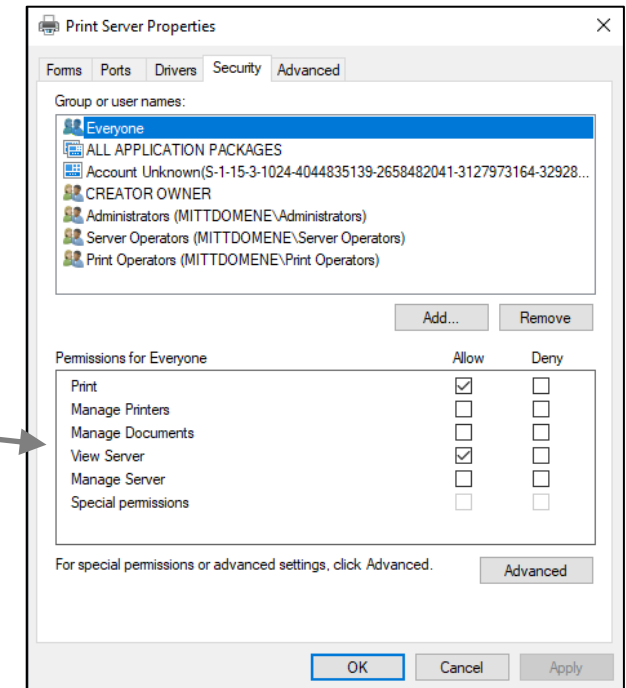 Print Server Properties
Forms Ports Drivers Security Advanced
Group or user names:
Everyone
ALL APPLICATION PACKAGES
Account Unknown(S-1-15-3-1024-4044835139-2658482041-3127973164-32928...
CREATOR OWNER
Administrators (MITTDOMENE\Administrators)
Server Operators (MITTDOMENE\Server Operators)
Print Operators (MITTDOMENE\Print Operators)
Add... Remove
Permissions for Everyone Allow Deny
Print
Manage Printers
Manage Documents
View Server
Manage Server
Special permissions
For special permissions or advanced settings, click Advanced. Advanced
OK Cancel Apply